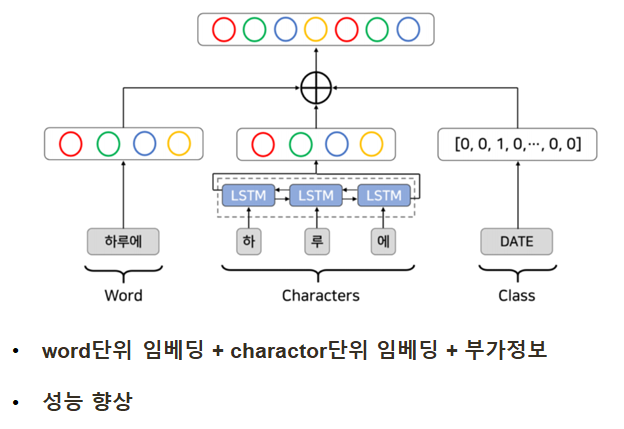 [0, 0, 1, 0,⋯, 0, 0]
LSTM LSTM LSTM
하루에 하 루 에 DATE
Word Characters Class
• word단위 임베딩 + charactor단위 임베딩 + 부가정보
• 성능 향상